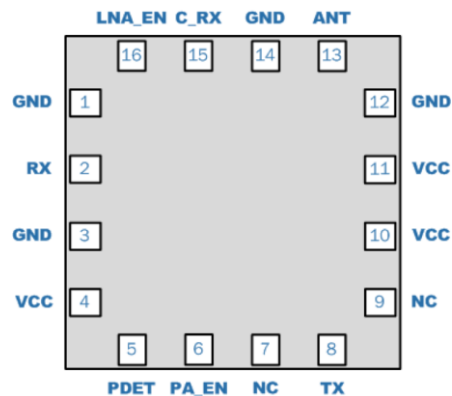 LNA_EN C_RX GND ANT
16 15 14 13
GND 1 12 GND
RX 2 11 VCC
GND 3 10 VCC
VCC 4 9 NC
5 6 7 8
PDET PA_EN NC TX